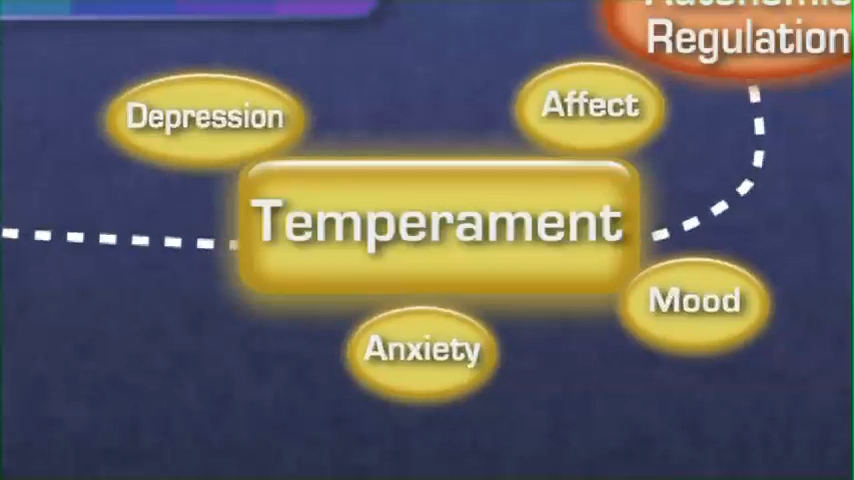 Regulation
Depression
Affect
Temperament
Mood
Anxiety